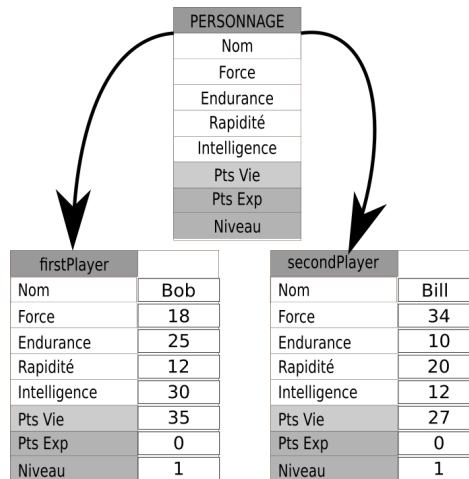 PERSONNAGE
Nom
Force
Endurance
Rapidité
Intelligence
Pts Vie
Pts Exp
Niveau
firstPlayer
Nom Bob
Force 18
Endurance 25
Rapidité 12
Intelligence 30
Pts Vie 35
Pts Exp 0
Niveau 1
secondPlayer
Nom Bill
Force 34
Endurance 10
Rapidité 20
Intelligence 12
Pts Vie 27
Pts Exp 0
Niveau 1